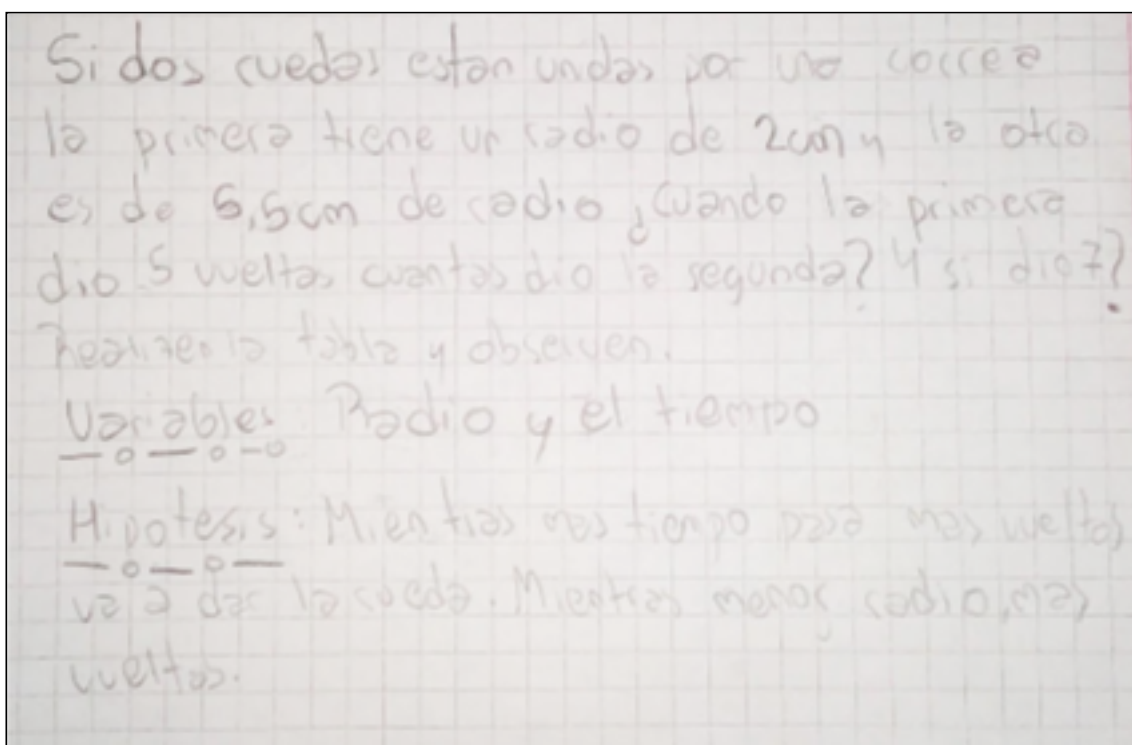 Si dos ruedas estan undas por una correa
la primera tiene un radio de 2cm y la otra
es de 5,5cm de radio ¿Cuando la primera
dio 5 vueltas cuantas dio la segunda? Y si dio 7?
Realizen la tabla y observen.
Variables Radio y el tiempo
Hipotesis: Mientras mas tiempo pasa mas vueltas
va a dar la rueda. Mientras menor radio, mas
vueltas.